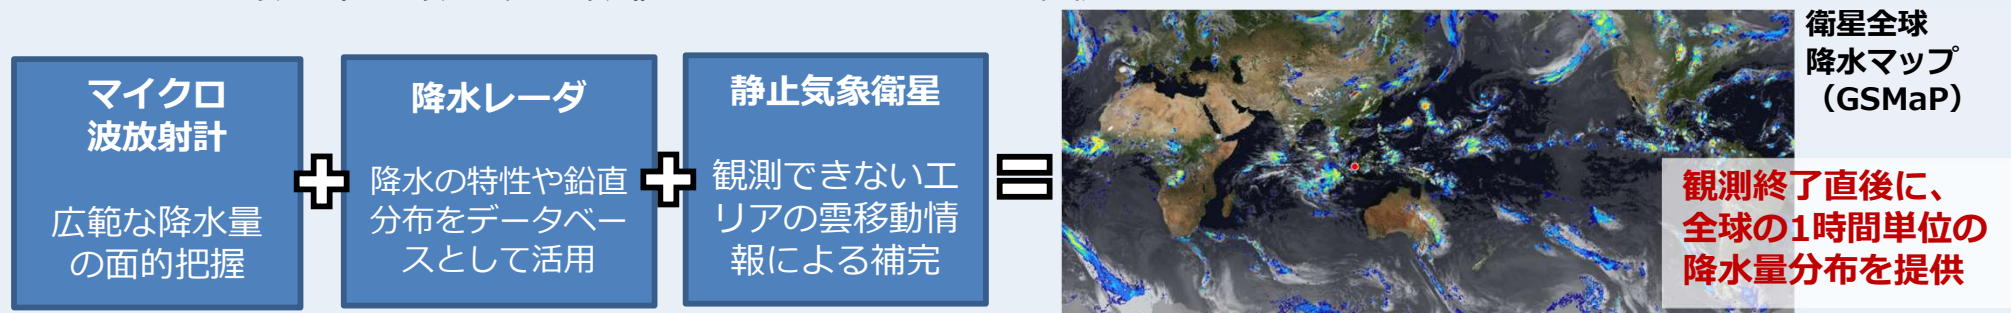 マイクロ
波放射計
広範な降水量
の面的把握
降水レーダ
降水の特性や鉛直
分布をデータベー
スとして活用
静止気象衛星
観測できないエ
リアの雲移動情
報による補完
衛星全球
降水マップ
（GSMaP）
観測終了直後に、
全球の1時間単位の
降水量分布を提供